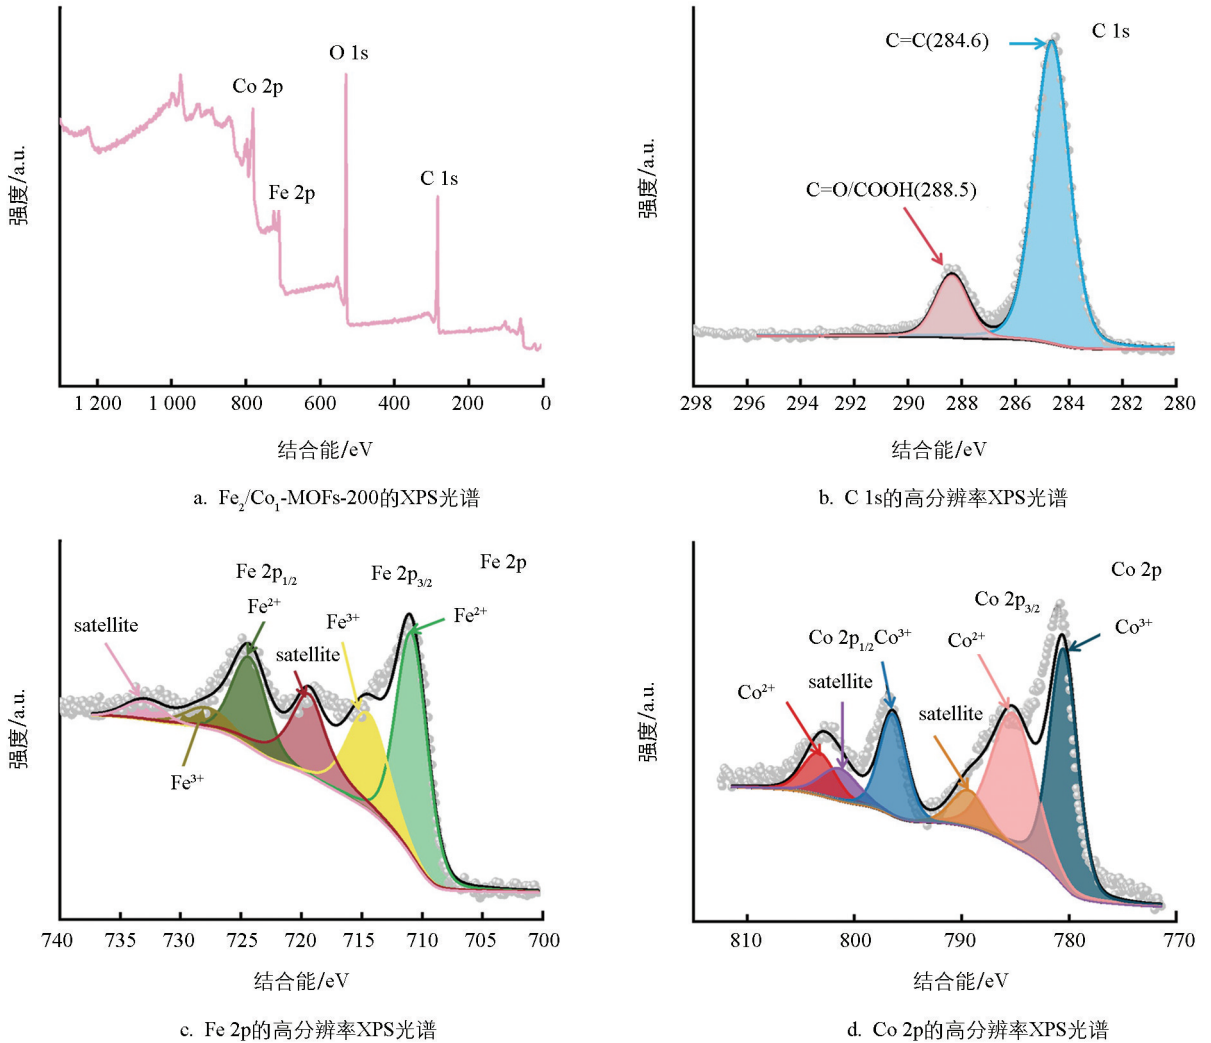 O 1s
Co 2p
C 1s
Fe 2p
强度/a.u.
1 200 1 000 800 600 400 200 0
结合能/eV
a. Fe2/Co1-MOFs-200的XPS光谱
C 1s
C=C(284.6)
C=O/COOH(288.5)
强度/a.u.
298 296 294 292 290 288 286 284 282 280
结合能/eV
b. C 1s的高分辨率XPS光谱
Fe 2p
Fe 2p1/2
Fe 2p3/2
Fe2+
Fe3+
Fe2+
satellite
satellite
Fe3+
强度/a.u.
740 735 730 725 720 715 710 705 700
结合能/eV
c. Fe 2p的高分辨率XPS光谱
Co 2p
Co 2p3/2
Co3+
Co 2p1/2Co3+
Co2+
satellite
Co2+
satellite
强度/a.u.
810 800 790 780 770
结合能/eV
d. Co 2p的高分辨率XPS光谱